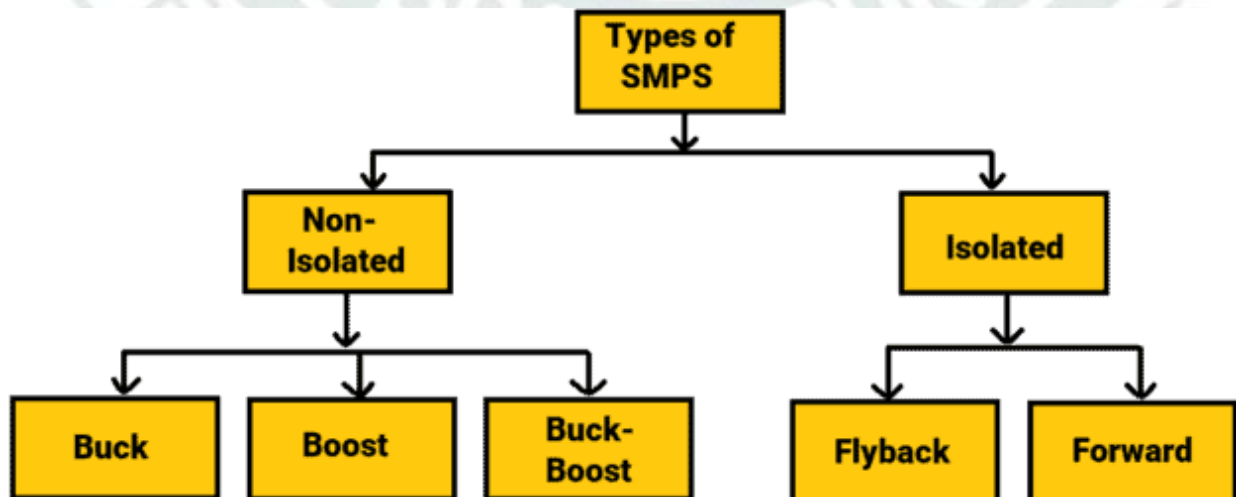 Types of
SMPS
Non-
Isolated
Isolated
Buck
Boost
Buck-
Boost
Flyback
Forward